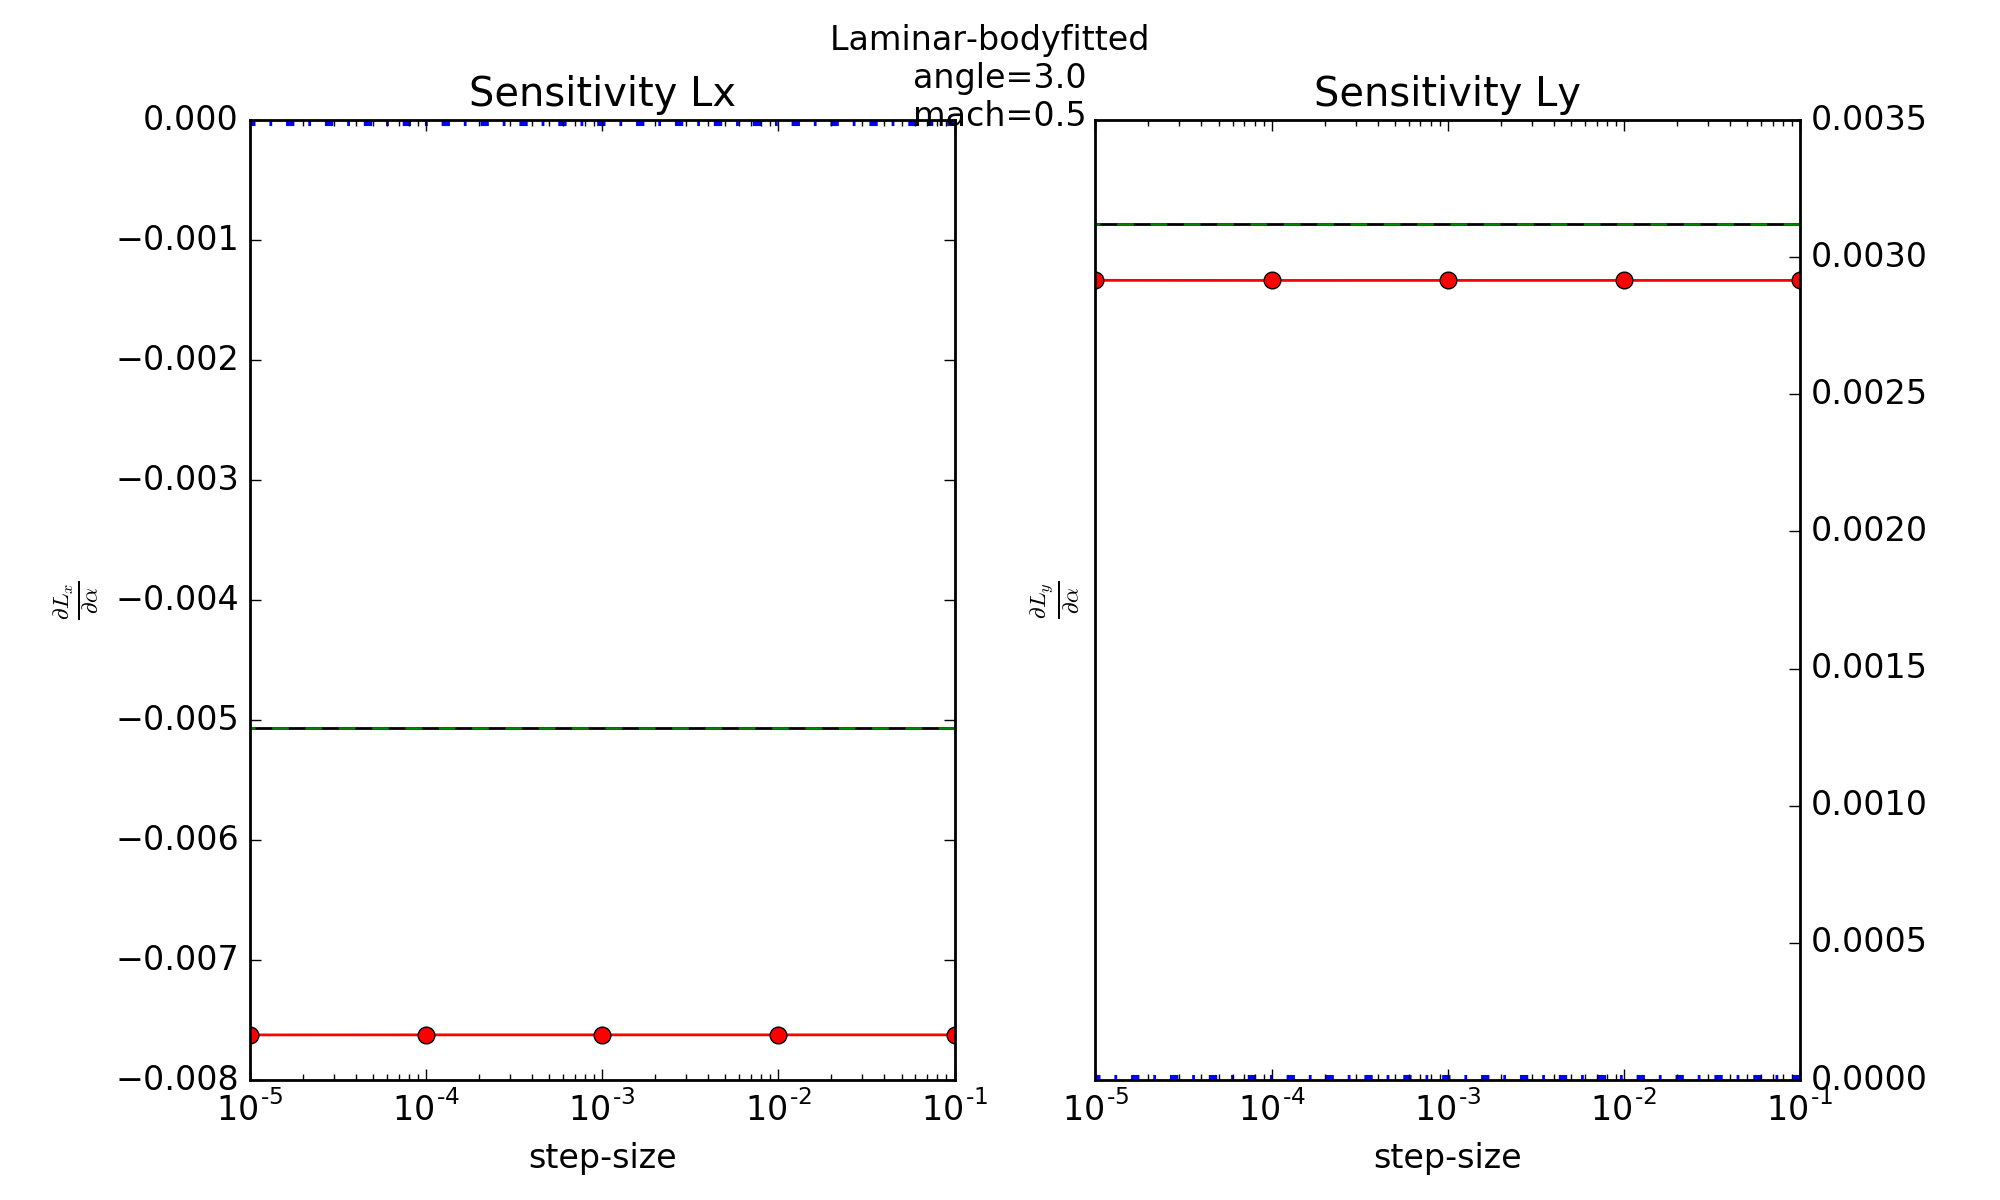 Laminar-bodyfitted
angle=3.0
mach=0.5
Sensitivity Lx
0.000
−0.001
−0.002
−0.003
−0.004
−0.005
−0.006
−0.007
−0.008
∂L_x/∂α
10^-5 10^-4 10^-3 10^-2 10^-1
step-size
Sensitivity Ly
0.0035
0.0030
0.0025
0.0020
0.0015
0.0010
0.0005
0.0000
∂L_y/∂α
10^-5 10^-4 10^-3 10^-2 10^-1
step-size